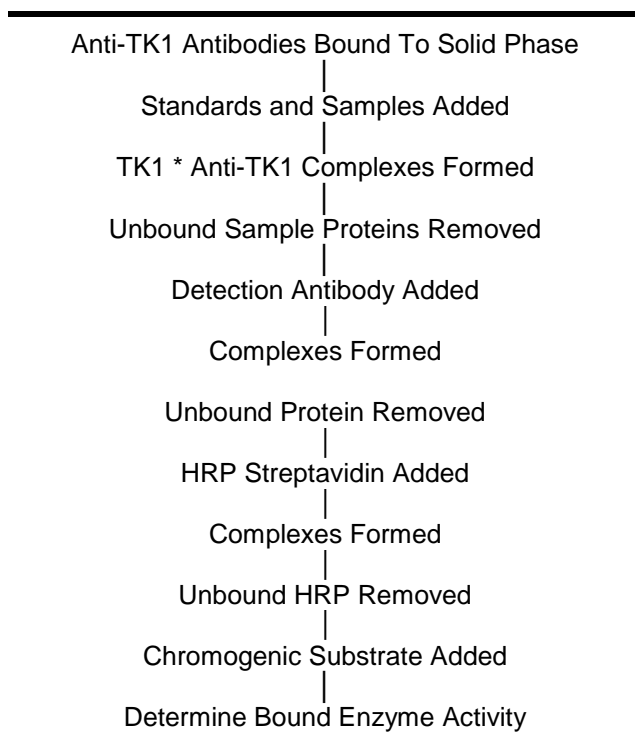 Anti-TK1 Antibodies Bound To Solid Phase
Standards and Samples Added
TK1 * Anti-TK1 Complexes Formed
Unbound Sample Proteins Removed
Detection Antibody Added
Complexes Formed
Unbound Protein Removed
HRP Streptavidin Added
Complexes Formed
Unbound HRP Removed
Chromogenic Substrate Added
Determine Bound Enzyme Activity